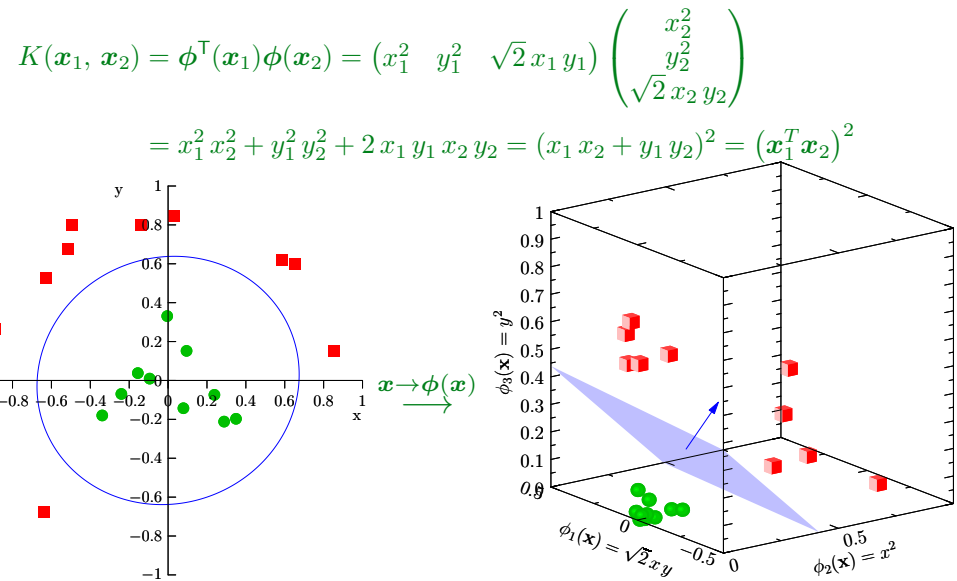 K(x₁, x₂) = ϕᵀ(x₁)ϕ(x₂) = (x₁² y₁² √2 x₁ y₁) (x₂² y₂² √2 x₂ y₂)
= x₁² x₂² + y₁² y₂² + 2 x₁ y₁ x₂ y₂ = (x₁ x₂ + y₁ y₂)² = (x₁ᵀx₂)²
y
1
0.8
0.6
0.4
0.2
−0.8 −0.6 −0.4 −0.2 0 0.2 0.4 0.6 0.8 1
x
−0.2
−0.4
−0.6
−0.8
−1
x→ϕ(x)
⟶
1
0.9
0.8
0.7
0.6
0.5
0.4
0.3
0.2
0.1
0.0
ϕ₃(x) = y²
0 −0.5
ϕ₁(x) = √2 x y
0 0.5
ϕ₂(x) = x²